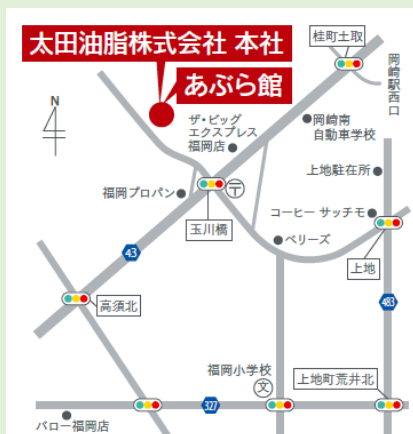 太田油脂株式会社 本社
あぶら館
桂町土取
岡崎駅西口
N
ザ・ビッグ
エクスプレス
福岡店
岡崎南
自動車学校
上地駐在所
福岡プロパン
〒
玉川橋
コーヒー サッチモ
ベリーズ
上地
43
483
高須北
福岡小学校
文
上地町荒井北
327
バロー福岡店